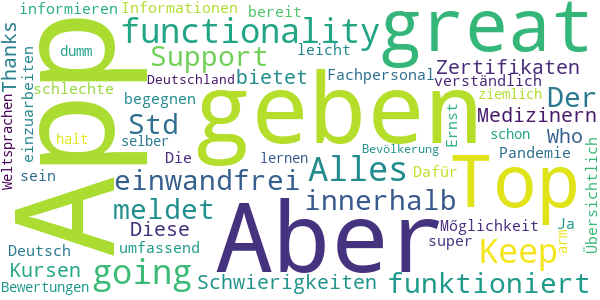 informieren Informationen bereit great
Thanks App dumm functionality leicht
Support Fachpersonal Zertifikaten
schlechte Deutschland bietet verständlich
einzuarbeiten begegnen geben ziemlich Der
Weltsprachen Std Medizinern
halt selber Ernst schon Who
Die lernen Bevölkerung Alles Top Pandemie
sein einwandfrei Dafür Übersichtlich
meldet Aber innerhalb
Diese Möglichkeit Ja
Deutsch umfassend super Keep arm
Kursen going Schwierigkeiten funktioniert
Bewertungen